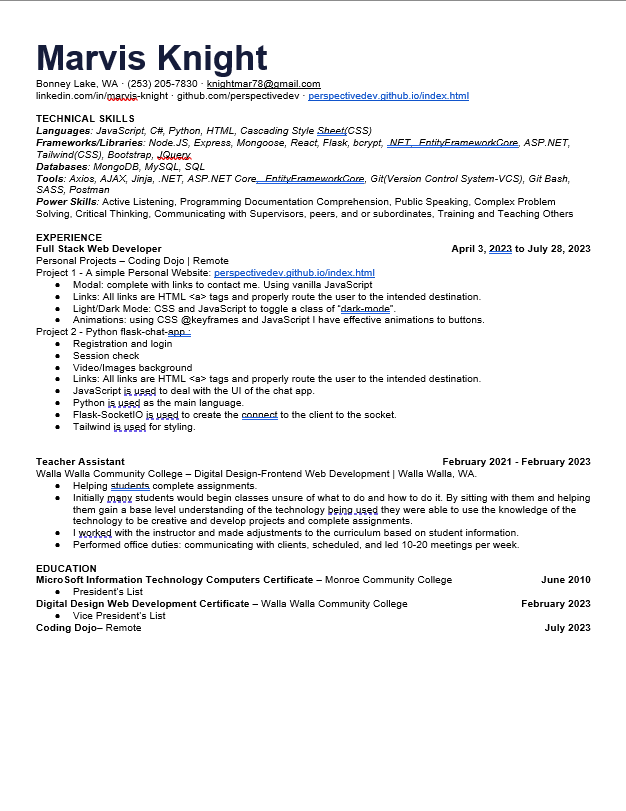 Marvis Knight
Bonney Lake, WA · (253) 205-7830 · knightmar78@gmail.com
linkedin.com/in/marvis-knight · github.com/perspectivedev · perspectivedev.github.io/index.html
TECHNICAL SKILLS
Languages: JavaScript, C#, Python, HTML, Cascading Style Sheet(CSS)
Frameworks/Libraries: Node.JS, Express, Mongoose, React, Flask, bcrypt, .NET, EntityFrameworkCore, ASP.NET,
Tailwind(CSS), Bootstrap, JQuery
Databases: MongoDB, MySQL, SQL
Tools: Axios, AJAX, Jinja, .NET, ASP.NET Core, EntityFrameworkCore, Git(Version Control System-VCS), Git Bash,
SASS, Postman
Power Skills: Active Listening, Programming Documentation Comprehension, Public Speaking, Complex Problem
Solving, Critical Thinking, Communicating with Supervisors, peers, and or subordinates, Training and Teaching Others
EXPERIENCE
Full Stack Web Developer April 3, 2023 to July 28, 2023
Personal Projects – Coding Dojo | Remote
Project 1 - A simple Personal Website: perspectivedev.github.io/index.html
● Modal: complete with links to contact me. Using vanilla JavaScript
● Links: All links are HTML <a> tags and properly route the user to the intended destination.
● Light/Dark Mode: CSS and JavaScript to toggle a class of “dark-mode”.
● Animations: using CSS @keyframes and JavaScript I have effective animations to buttons.
Project 2 - Python flask-chat-app.:
● Registration and login
● Session check
● Video/Images background
● Links: All links are HTML <a> tags and properly route the user to the intended destination.
● JavaScript is used to deal with the UI of the chat app.
● Python is used as the main language.
● Flask-SocketIO is used to create the connect to the client to the socket.
● Tailwind is used for styling.
Teacher Assistant February 2021 - February 2023
Walla Walla Community College – Digital Design-Frontend Web Development | Walla Walla, WA.
● Helping students complete assignments.
● Initially many students would begin classes unsure of what to do and how to do it. By sitting with them and helping
them gain a base level understanding of the technology being used they were able to use the knowledge of the
technology to be creative and develop projects and complete assignments.
● I worked with the instructor and made adjustments to the curriculum based on student information.
● Performed office duties: communicating with clients, scheduled, and led 10-20 meetings per week.
EDUCATION
MicroSoft Information Technology Computers Certificate – Monroe Community College June 2010
● President’s List
Digital Design Web Development Certificate – Walla Walla Community College February 2023
● Vice President’s List
Coding Dojo– Remote July 2023